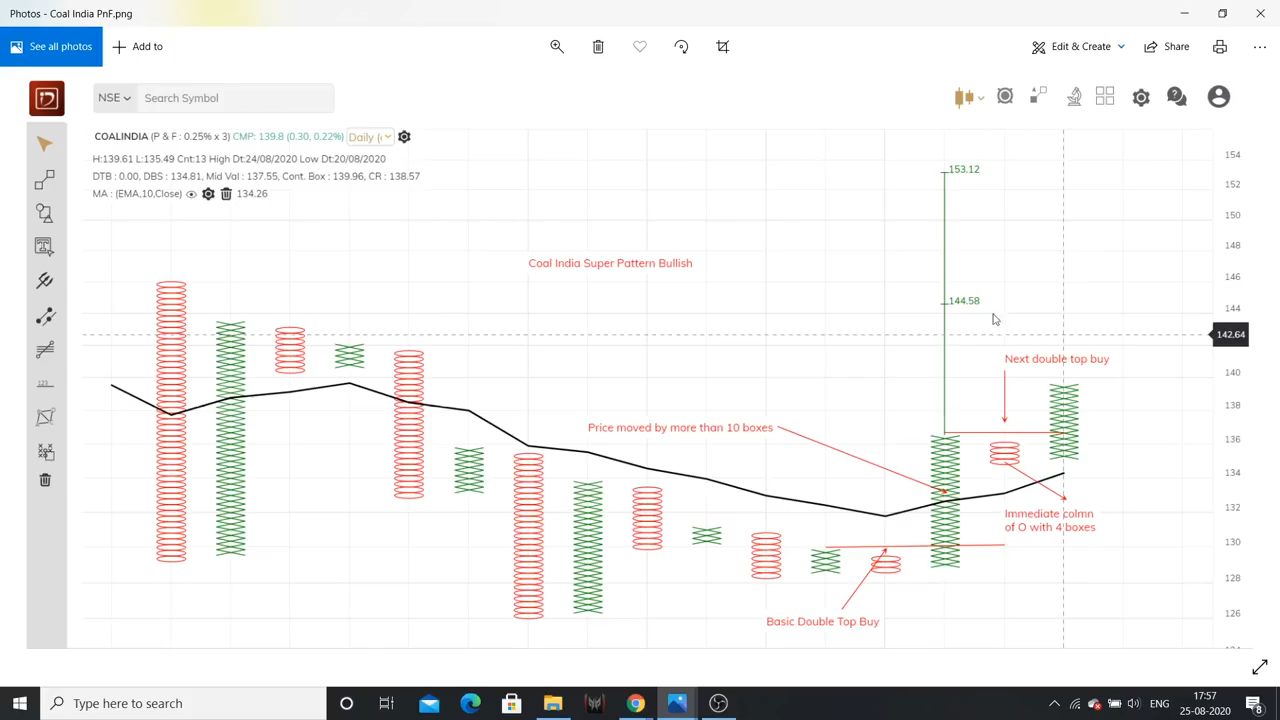 Photos - Coal India PnF.png
See all photos
Add to
Edit & Create
Share
iD
NSE
Search Symbol
COALINDIA (P & F : 0.25% x 3) CMP: 139.8 (0.30, 0.22%) Daily (
H:139.61 L:135.49 Cnt:13 High Dt:24/08/2020 Low Dt:20/08/2020
DTB : 0.00, DBS : 134.81, Mid Val : 137.55, Cont. Box : 139.96, CR : 138.57
MA : (EMA,10,Close) 134.26
153.12
Coal India Super Pattern Bullish
144.58
Next double top buy
Price moved by more than 10 boxes
Immediate colmn
of O with 4 boxes
Basic Double Top Buy
154
152
150
148
146
144
142.64
140
138
136
134
132
130
128
126
123
Type here to search
ENG
17:57
25-08-2020
8